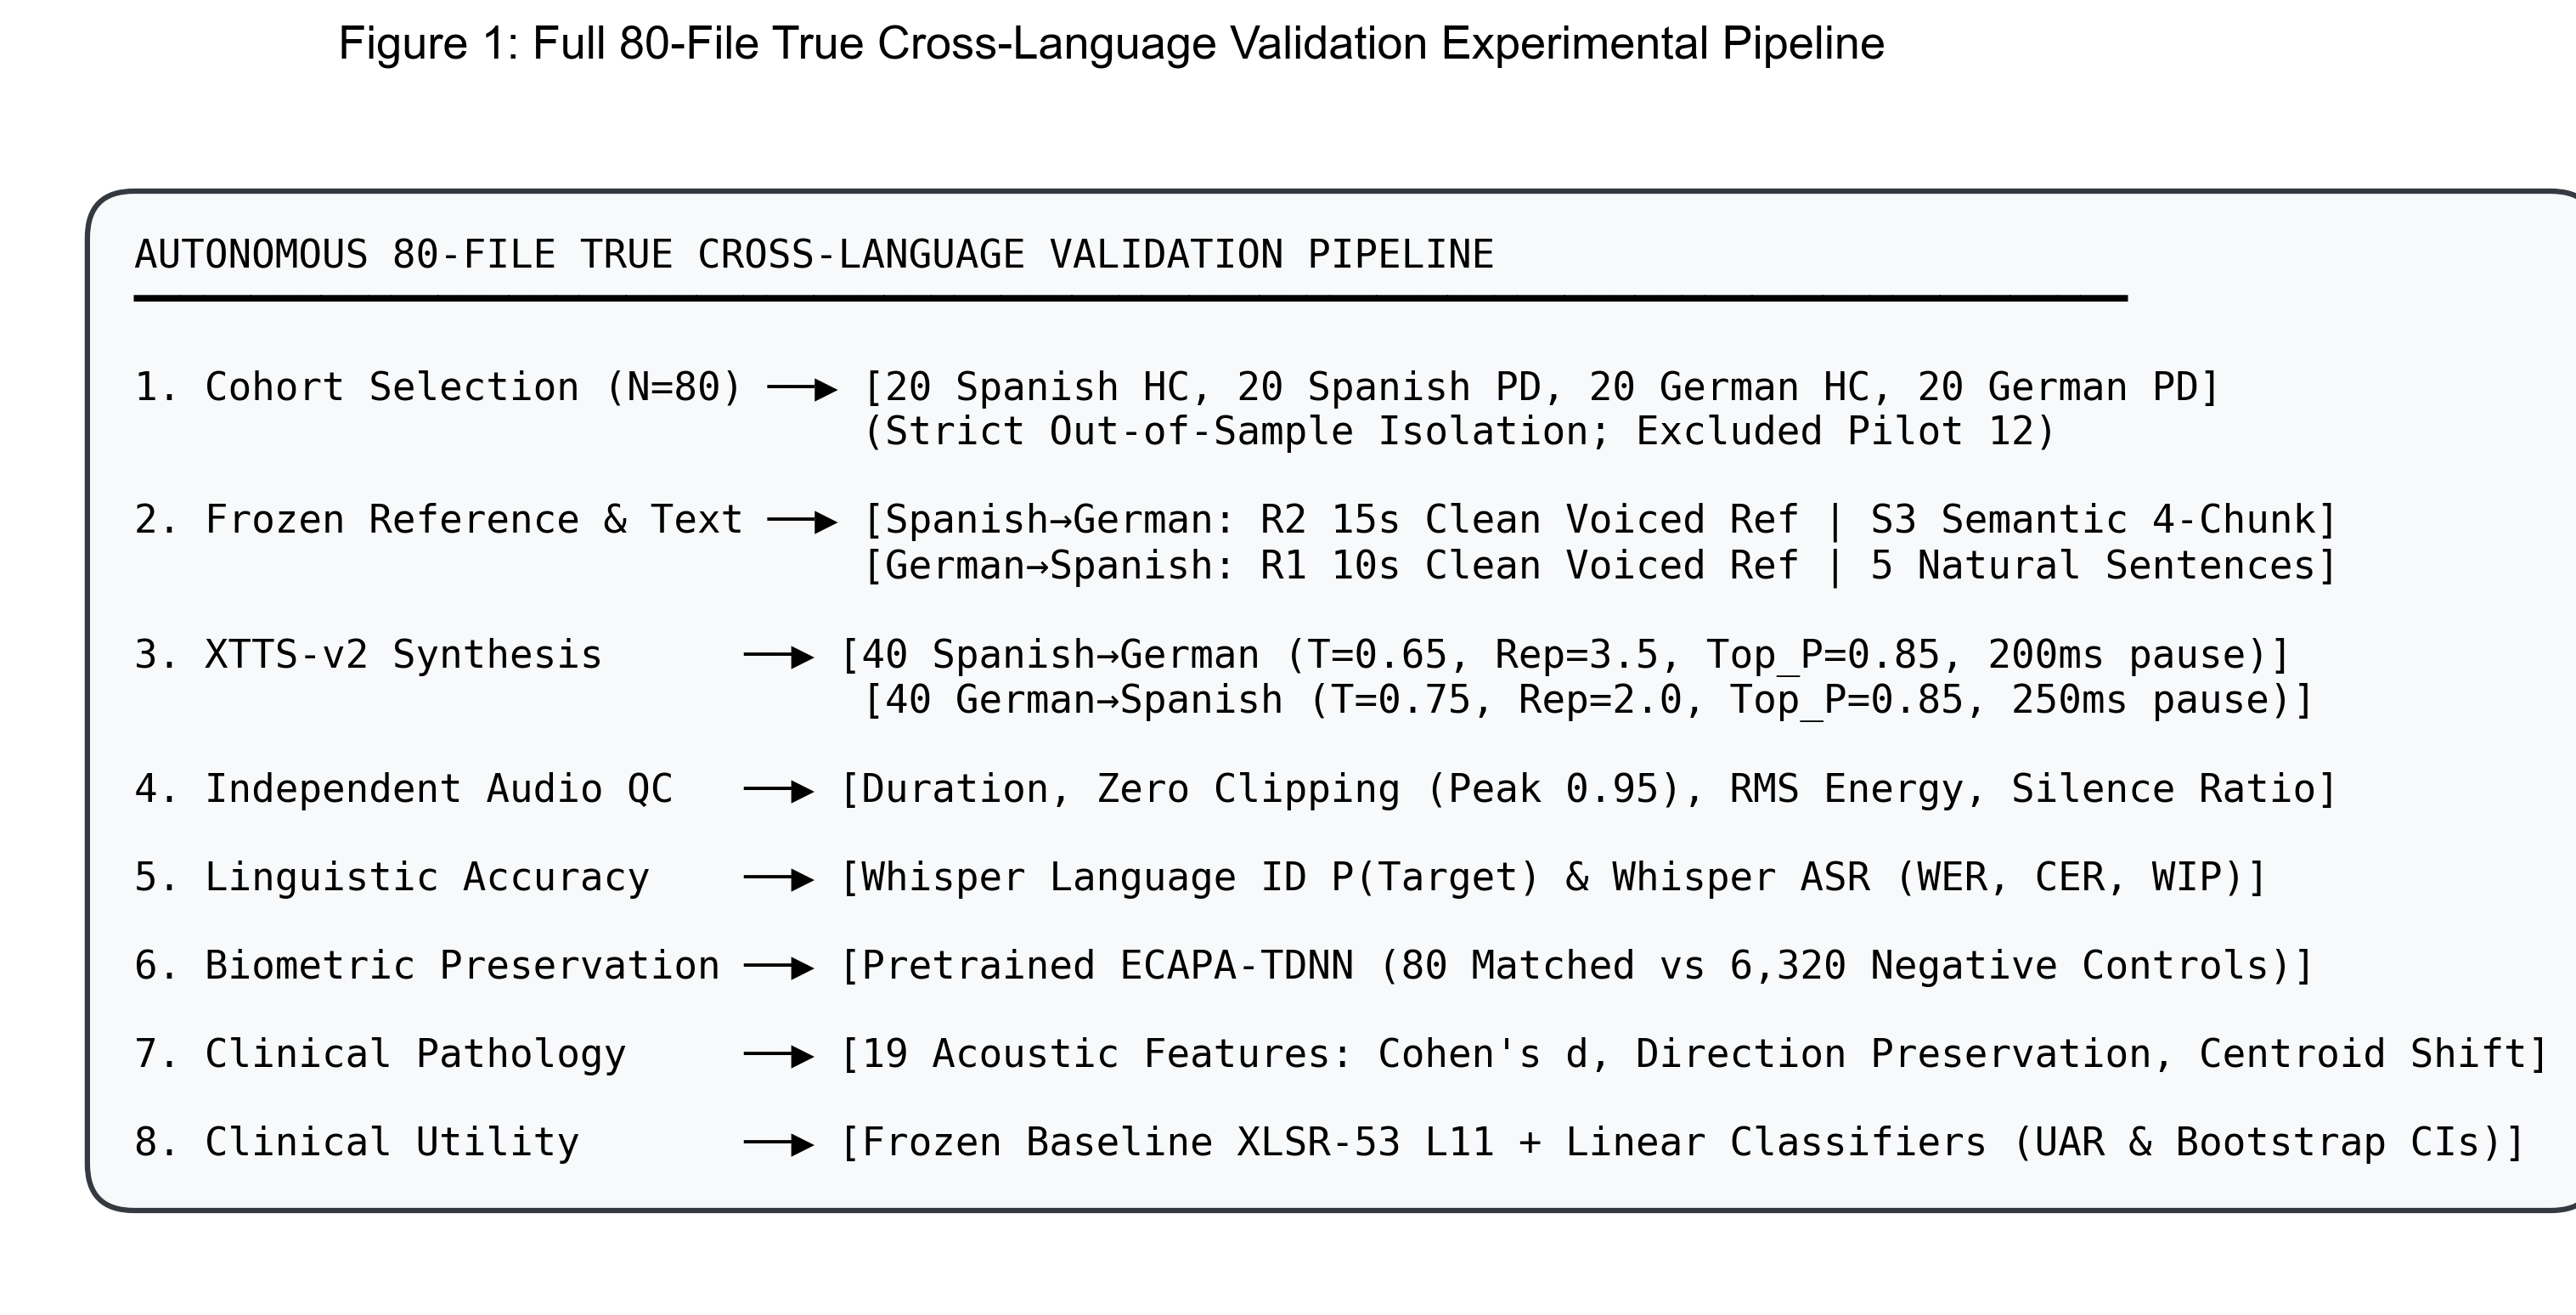 Figure 1: Full 80-File True Cross-Language Validation Experimental Pipeline
AUTONOMOUS 80-FILE TRUE CROSS-LANGUAGE VALIDATION PIPELINE
1. Cohort Selection (N=80) ──▶ [20 Spanish HC, 20 Spanish PD, 20 German HC, 20 German PD]
(Strict Out-of-Sample Isolation; Excluded Pilot 12)
2. Frozen Reference & Text ──▶ [Spanish→German: R2 15s Clean Voiced Ref | S3 Semantic 4-Chunk]
[German→Spanish: R1 10s Clean Voiced Ref | 5 Natural Sentences]
3. XTTS-v2 Synthesis ──▶ [40 Spanish→German (T=0.65, Rep=3.5, Top_P=0.85, 200ms pause)]
[40 German→Spanish (T=0.75, Rep=2.0, Top_P=0.85, 250ms pause)]
4. Independent Audio QC ──▶ [Duration, Zero Clipping (Peak 0.95), RMS Energy, Silence Ratio]
5. Linguistic Accuracy ──▶ [Whisper Language ID P(Target) & Whisper ASR (WER, CER, WIP)]
6. Biometric Preservation ──▶ [Pretrained ECAPA-TDNN (80 Matched vs 6,320 Negative Controls)]
7. Clinical Pathology ──▶ [19 Acoustic Features: Cohen's d, Direction Preservation, Centroid Shift]
8. Clinical Utility ──▶ [Frozen Baseline XLSR-53 L11 + Linear Classifiers (UAR & Bootstrap CIs)]